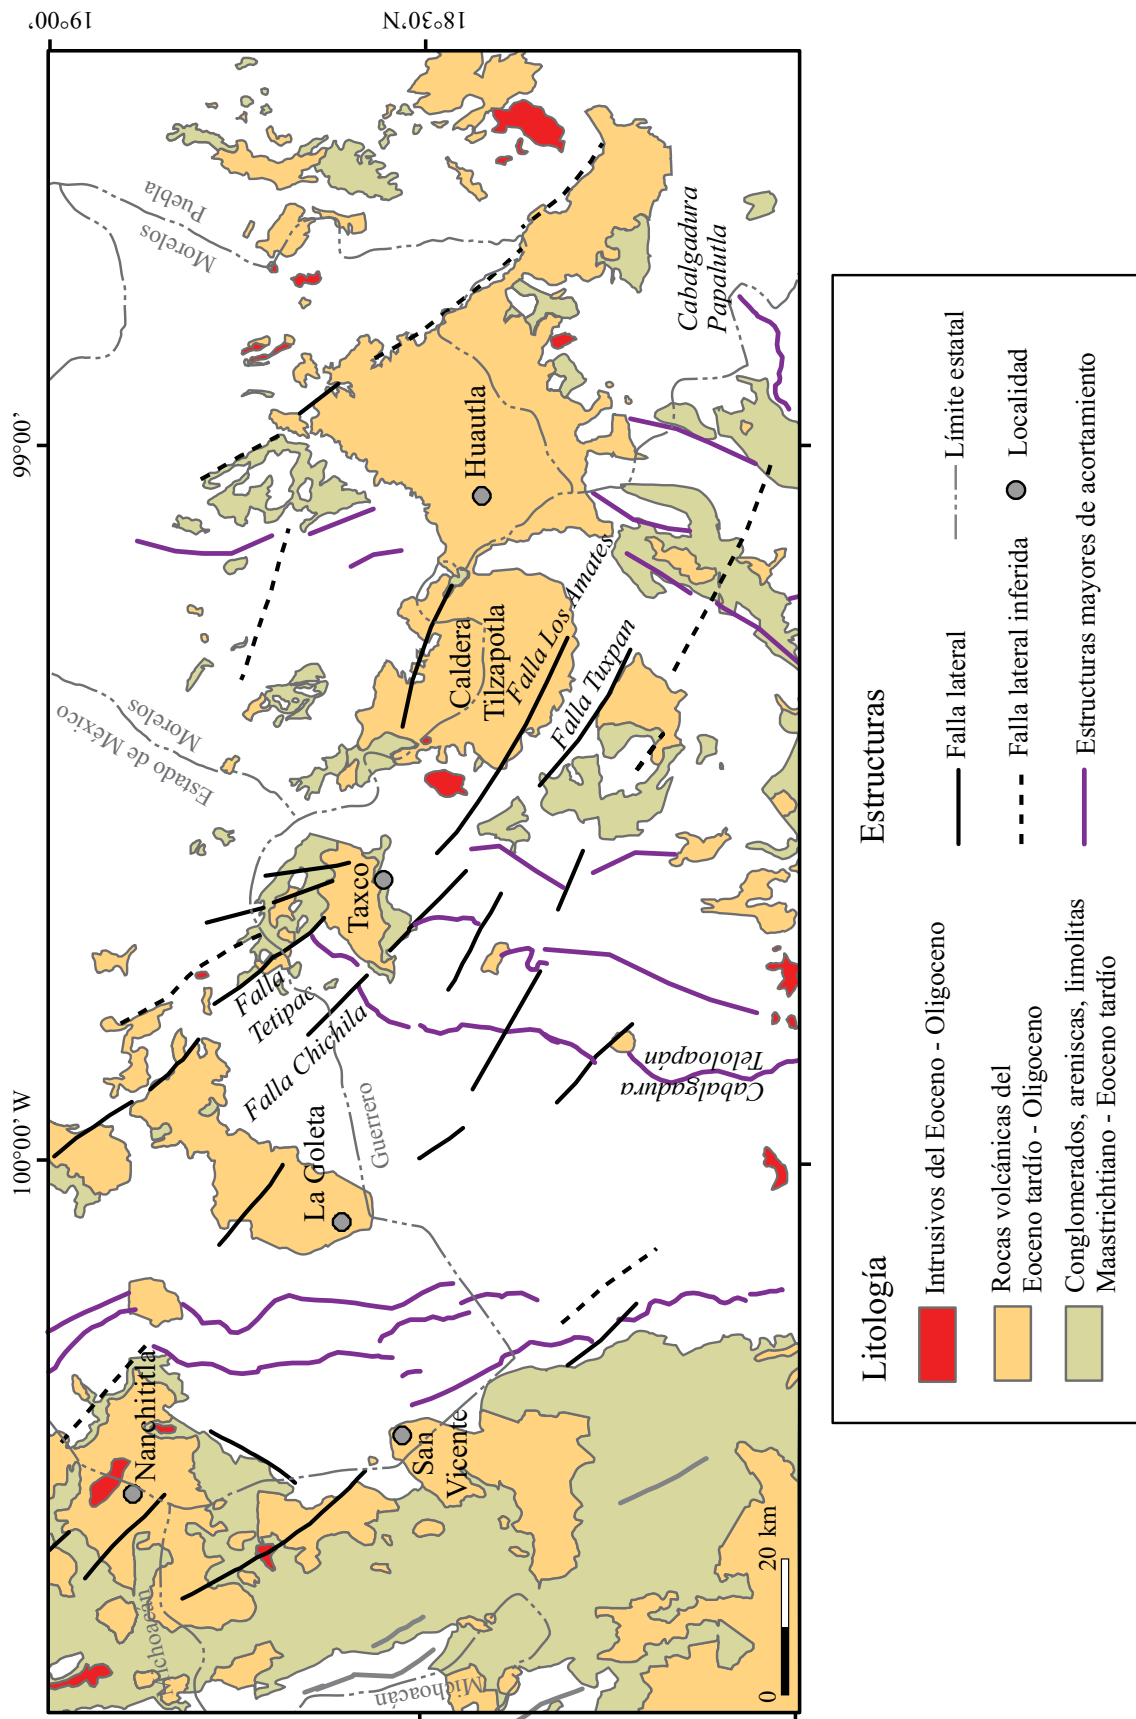 100°00' W
99°00'
19°00'
18°30'N
Estado de México
Morelos
Morelos
Puebla
Michoacán
Nanchititla
Falla
Tetipac
Falla Chichila
La Goleta
Guerrero
Taxco
San
Vicente
Michoacán
Caldera
Tilzapotla
Falla Los Amates
Falla Tuxpan
Huautla
Cabalgadura
Teloloapán
Cabalgadura
Papalutla
0
20 km
Litología
Intrusivos del Eoceno - Oligoceno
Rocas volcánicas del
Eoceno tardío - Oligoceno
Conglomerados, areniscas, limolitas
Maastrichtiano - Eoceno tardío
Estructuras
Falla lateral
Límite estatal
Falla lateral inferida
Localidad
Estructuras mayores de acortamiento